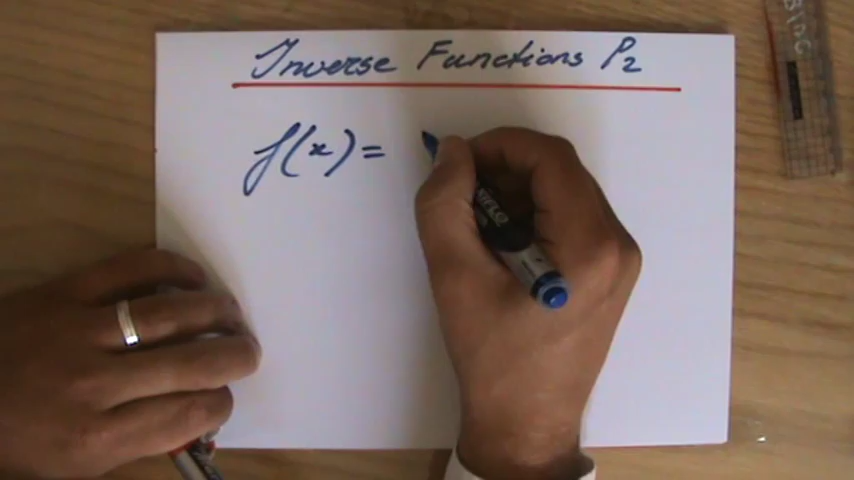 Inverse Functions P2
f(x) =